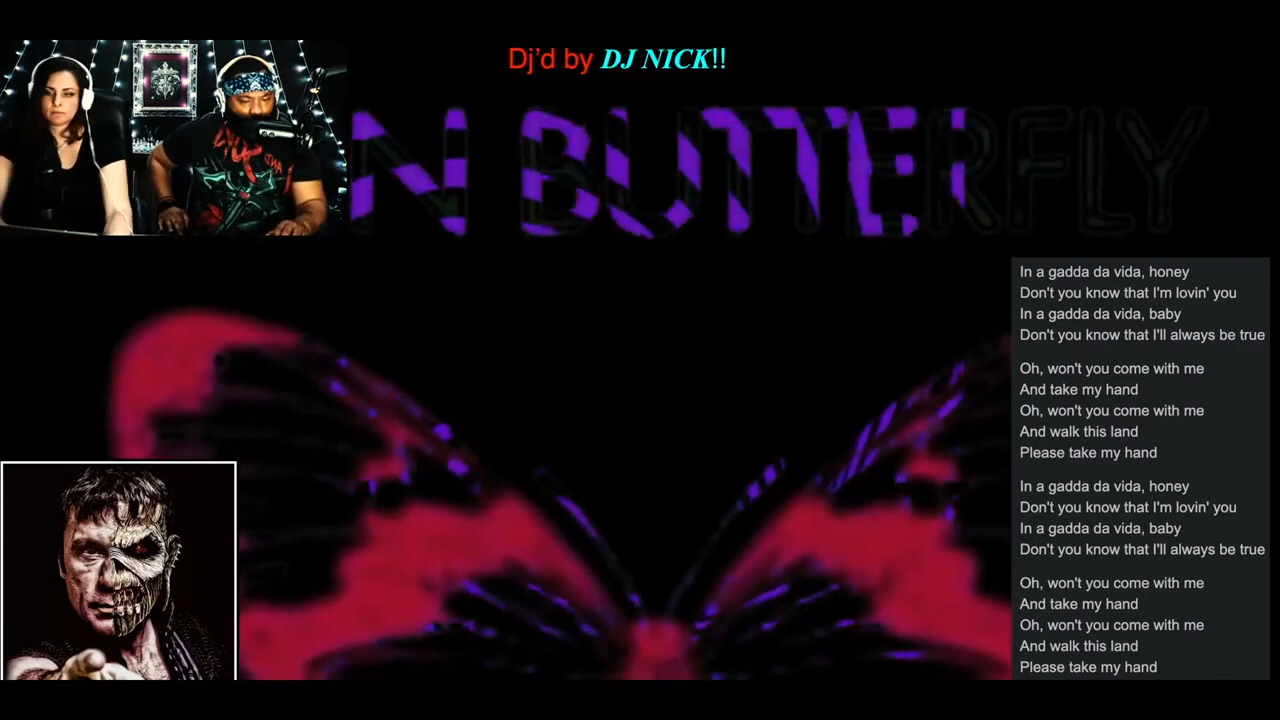 Dj'd by DJ NICK!!
N BUTTERFLY
In a gadda da vida, honey
Don't you know that I'm lovin' you
In a gadda da vida, baby
Don't you know that I'll always be true
Oh, won't you come with me
And take my hand
Oh, won't you come with me
And walk this land
Please take my hand
In a gadda da vida, honey
Don't you know that I'm lovin' you
In a gadda da vida, baby
Don't you know that I'll always be true
Oh, won't you come with me
And take my hand
Oh, won't you come with me
And walk this land
Please take my hand